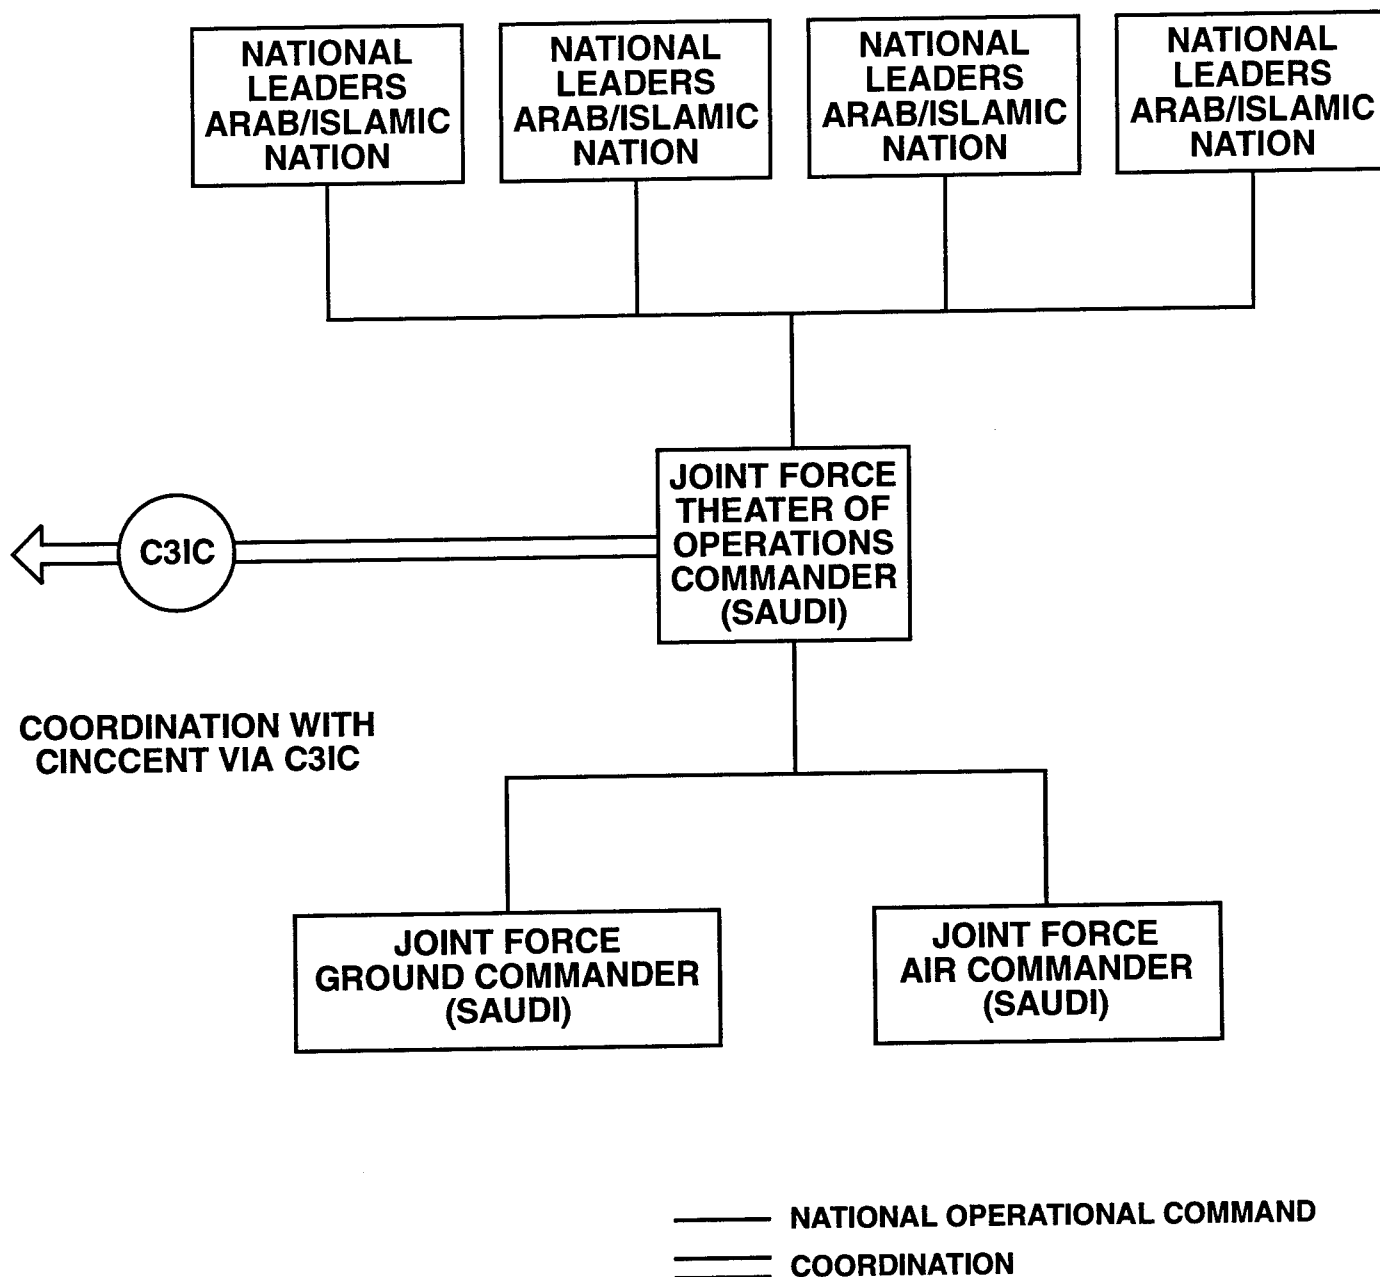 NATIONAL
LEADERS
ARAB/ISLAMIC
NATION
NATIONAL
LEADERS
ARAB/ISLAMIC
NATION
NATIONAL
LEADERS
ARAB/ISLAMIC
NATION
NATIONAL
LEADERS
ARAB/ISLAMIC
NATION
JOINT FORCE
THEATER OF
OPERATIONS
COMMANDER
(SAUDI)
C3IC
COORDINATION WITH
CINCCENT VIA C3IC
JOINT FORCE
GROUND COMMANDER
(SAUDI)
JOINT FORCE
AIR COMMANDER
(SAUDI)
NATIONAL OPERATIONAL COMMAND
COORDINATION